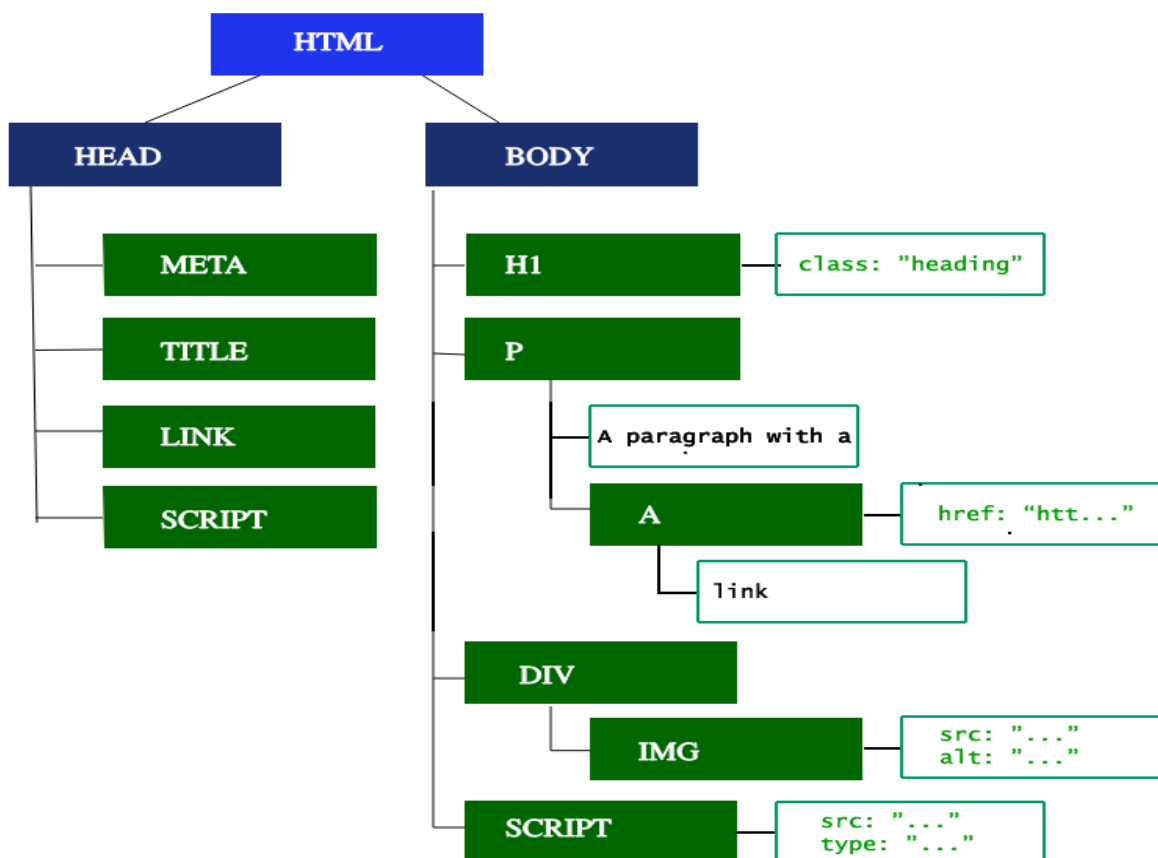 HTML
HEAD
BODY
META
H1
class: ”heading”
TITLE
P
LINK
A paragraph with a
SCRIPT
A
href: “htt...”
link
DIV
IMG
src: ”...”
alt: ”...”
SCRIPT
src: ”...”
type: ”...”